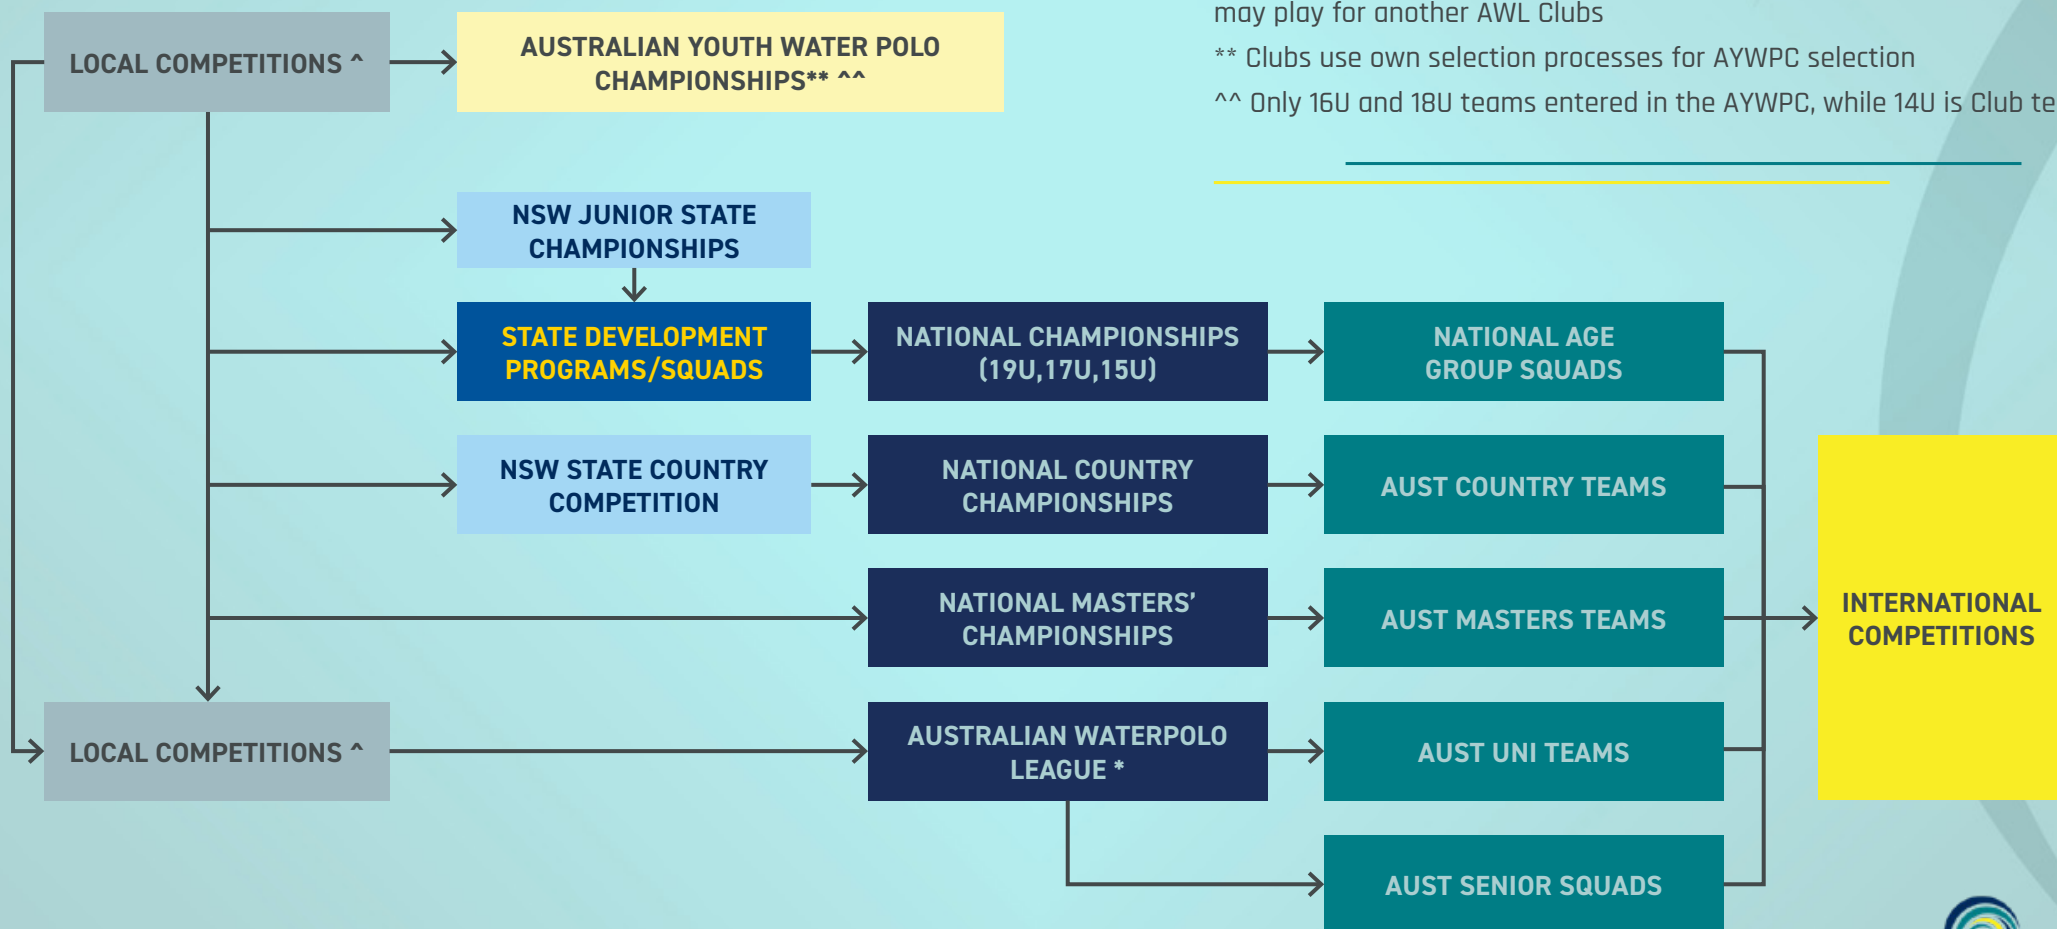 may play for another AWL Clubs
** Clubs use own selection processes for AYWPC selection
^^ Only 16U and 18U teams entered in the AYWPC, while 14U is Club
LOCAL COMPETITIONS ^
AUSTRALIAN YOUTH WATER POLO
CHAMPIONSHIPS** ^^
NSW JUNIOR STATE
CHAMPIONSHIPS
STATE DEVELOPMENT
PROGRAMS/SQUADS
NATIONAL CHAMPIONSHIPS
(19U,17U,15U)
NATIONAL AGE
GROUP SQUADS
NSW STATE COUNTRY
COMPETITION
NATIONAL COUNTRY
CHAMPIONSHIPS
AUST COUNTRY TEAMS
NATIONAL MASTERS’
CHAMPIONSHIPS
AUST MASTERS TEAMS
INTERNATIONAL
COMPETITIONS
LOCAL COMPETITIONS ^
AUSTRALIAN WATERPOLO
LEAGUE *
AUST UNI TEAMS
AUST SENIOR SQUADS